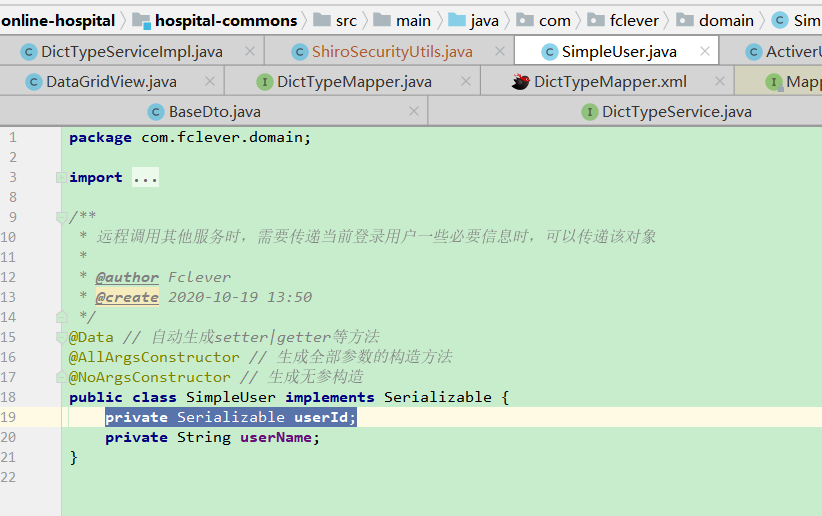 online-hospital hospital-commons src main java com fclever domain Sim
DictTypeServiceImpl.java ShiroSecurityUtils.java SimpleUser.java ActiverU
DataGridView.java DictTypeMapper.java DictTypeMapper.xml Mapp
BaseDto.java DictTypeService.java
1 package com.fclever.domain;
2
3 import ...
8
9 /**
10 * 远程调用其他服务时，需要传递当前登录用户一些必要信息时，可以传递该对象
11 *
12 * @author Fclever
13 * @create 2020-10-19 13:50
14 */
15 @Data // 自动生成setter|getter等方法
16 @AllArgsConstructor // 生成全部参数的构造方法
17 @NoArgsConstructor // 生成无参构造
18 public class SimpleUser implements Serializable {
19 private Serializable userId;
20 private String userName;
21 }
22